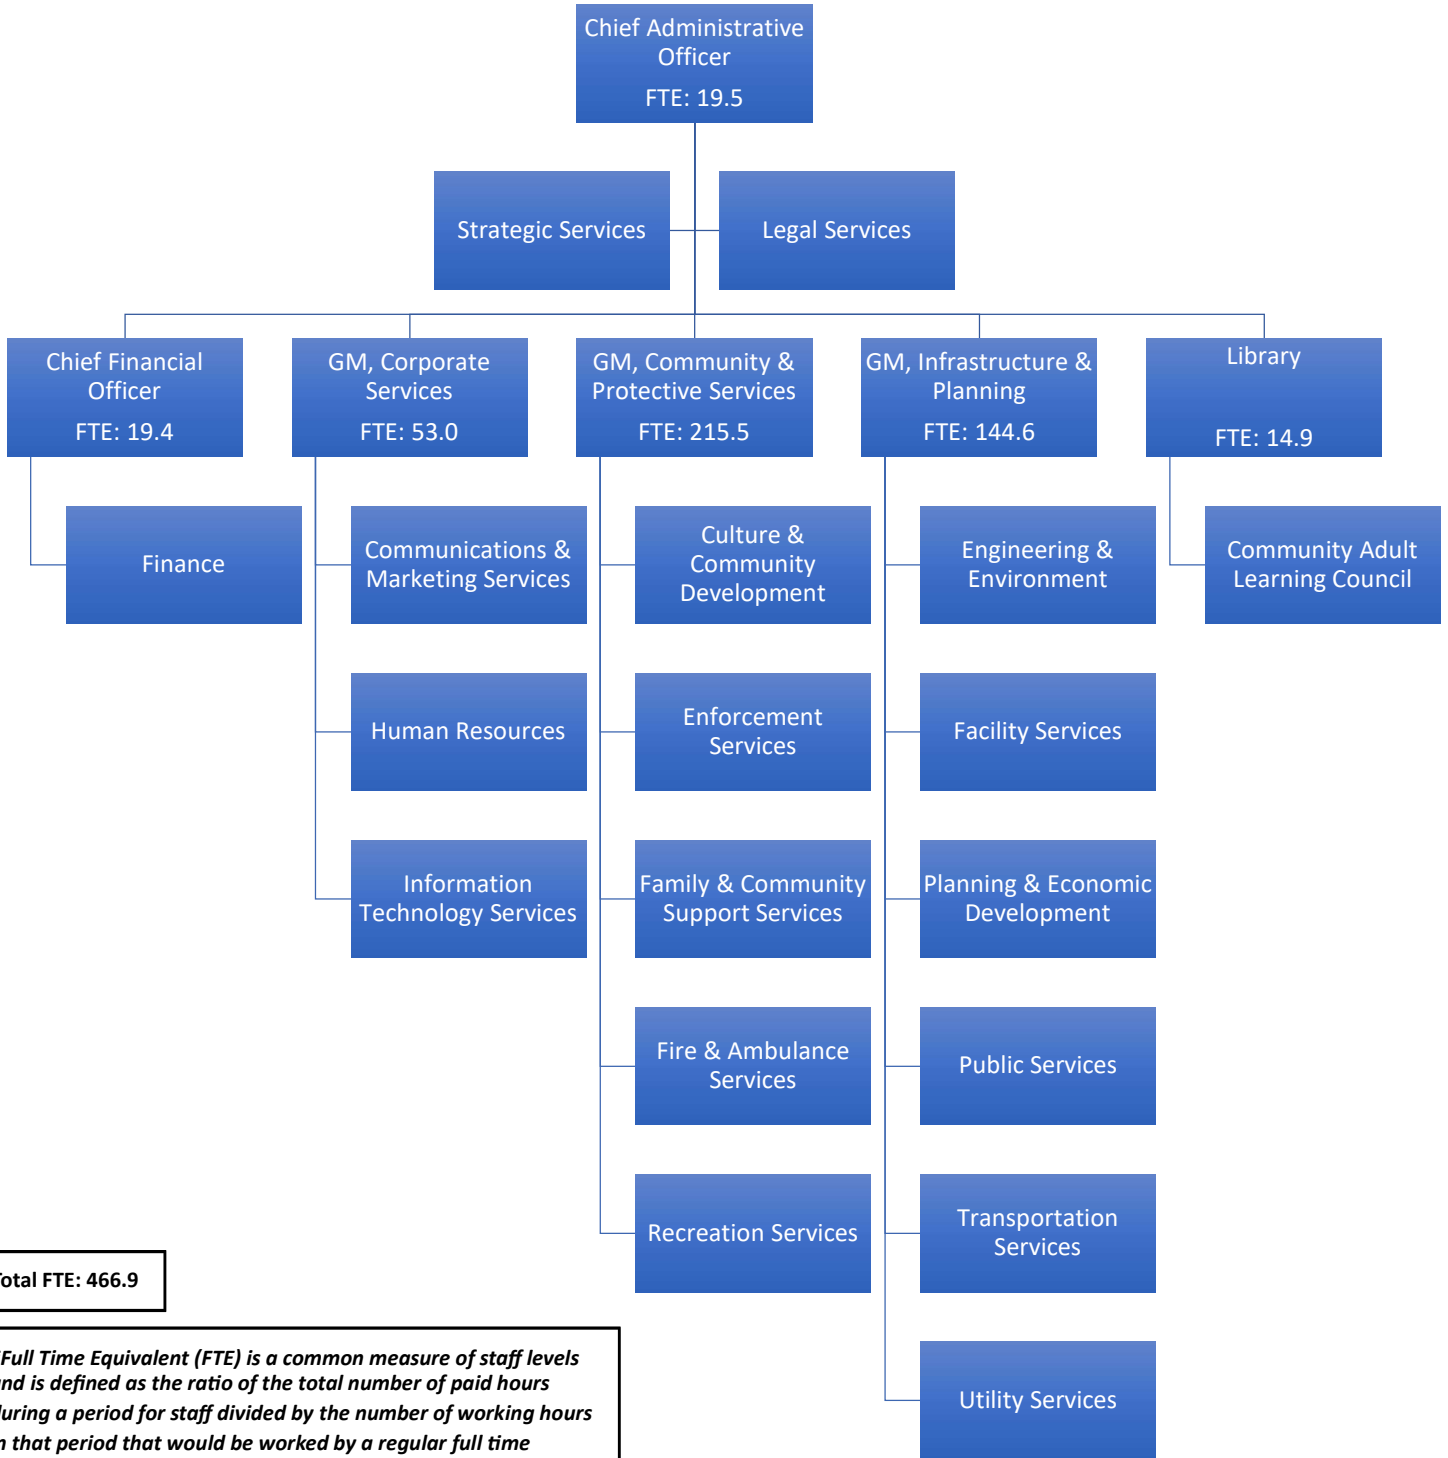 Chief Administrative
Officer
FTE: 19.5
Strategic Services
Legal Services
Chief Financial
Officer
FTE: 19.4
GM, Corporate
Services
FTE: 53.0
GM, Community &
Protective Services
FTE: 215.5
GM, Infrastructure &
Planning
FTE: 144.6
Library
FTE: 14.9
Finance
Communications &
Marketing Services
Human Resources
Information
Technology Services
Culture &
Community
Development
Enforcement
Services
Family & Community
Support Services
Fire & Ambulance
Services
Recreation Services
Engineering &
Environment
Facility Services
Planning & Economic
Development
Public Services
Transportation
Services
Utility Services
Community Adult
Learning Council
Total FTE: 466.9
Full Time Equivalent (FTE) is a common measure of staff levels
and is defined as the ratio of the total number of paid hours
during a period for staff divided by the number of working hours
in that period that would be worked by a regular full time